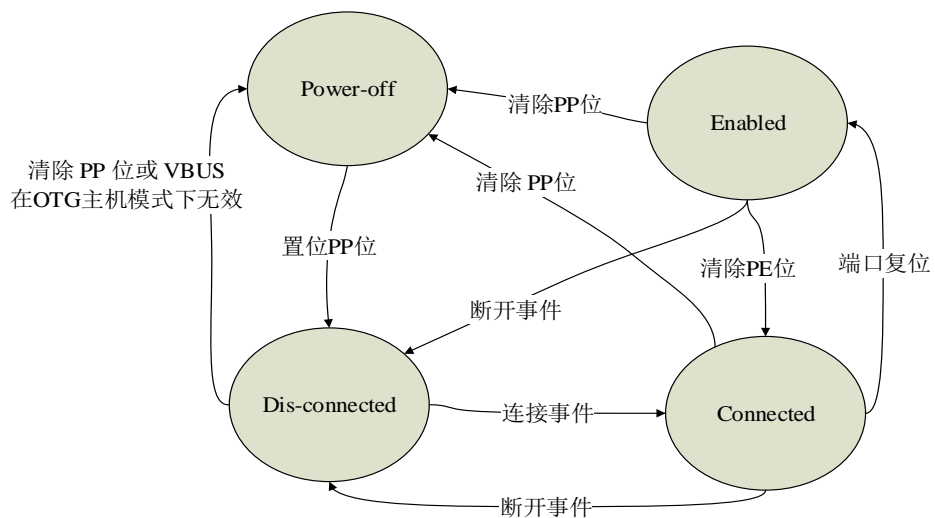 Power-off
Enabled
清除PP位
清除 PP 位或 VBUS
在OTG主机模式下无效
清除 PP位
置位PP位
清除PE位
端口复位
断开事件
Dis-connected
连接事件
Connected
断开事件